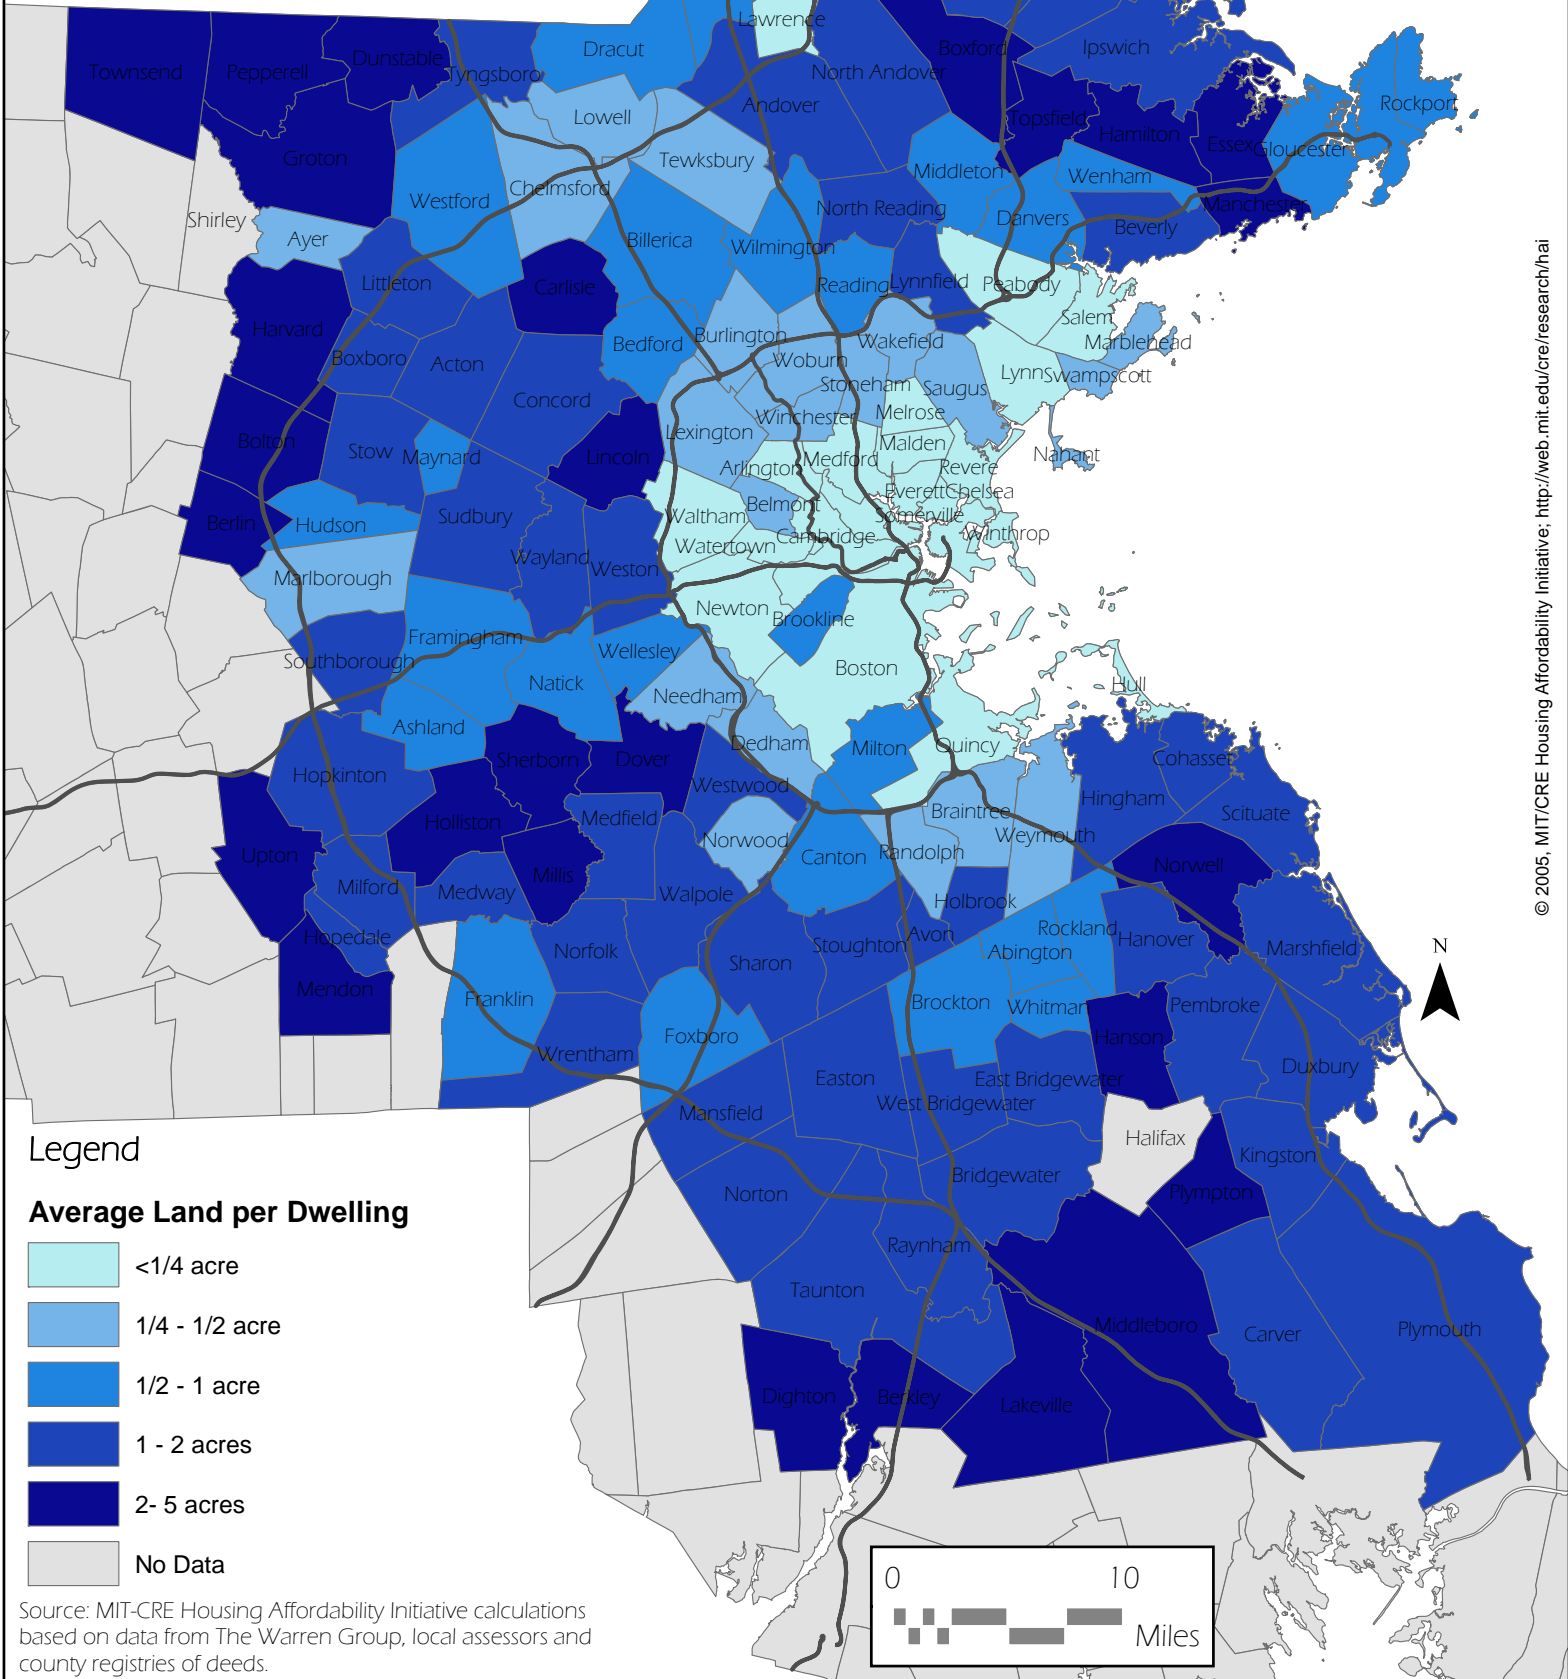 Lawrence
Dracut
Boxford
Ipswich
Dunstable
Townsend
Pepperell
Tyngsboro
North Andover
Andover
Rockport
Lowell
Topsfield
Hamilton
Essex
Gloucester
Groton
Tewksbury
Middleton
Wenham
Chelmsford
Westford
Manchester
Shirley
North Reading
Danvers
Beverly
Ayer
Billerica
Wilmington
Littleton
Carlisle
Reading
Lynnfield
Peabody
Harvard
Salem
Bedford
Burlington
Wakefield
Marblehead
Boxboro
Acton
Woburn
Lynn
Swampscott
Stoneham
Saugus
Concord
Winchester
Melrose
Lexington
Bolton
Stow
Maynard
Lincoln
Malden
Nahant
Arlington
Medford
Revere
Everett
Chelsea
Belmont
Berlin
Hudson
Sudbury
Waltham
Somerville
Cambridge
Winthrop
Watertown
Wayland
Weston
Marlborough
Newton
Brookline
Framingham
Wellesley
Southborough
Natick
Boston
Needham
Hull
Ashland
Dedham
Milton
Quincy
Sherborn
Dover
Cohasset
Hopkinton
Westwood
Hingham
Holliston
Medfield
Braintree
Scituate
Norwood
Weymouth
Upton
Canton
Randolph
Norwell
Millis
Milford
Medway
Walpole
Holbrook
Hopedale
Norfolk
Stoughton
Avon
Rockland
Abington
Hanover
Marshfield
Sharon
Mendon
Franklin
Brockton
Whitman
Pembroke
Foxboro
Hanson
Wrentham
Duxbury
Easton
East Bridgewater
West Bridgewater
Mansfield
Halifax
Kingston
Norton
Bridgewater
Plympton
Raynham
Taunton
Middleboro
Carver
Plymouth
Dighton
Berkley
Lakeville
© 2005, MIT/CRE Housing Affordability Initiative; http://web.mit.edu/cre/research/hai
N
Legend
Average Land per Dwelling
<1/4 acre
1/4 - 1/2 acre
1/2 - 1 acre
1 - 2 acres
2- 5 acres
No Data
Source: MIT-CRE Housing Affordability Initiative calculations
based on data from The Warren Group, local assessors and
county registries of deeds.
0 10
Miles